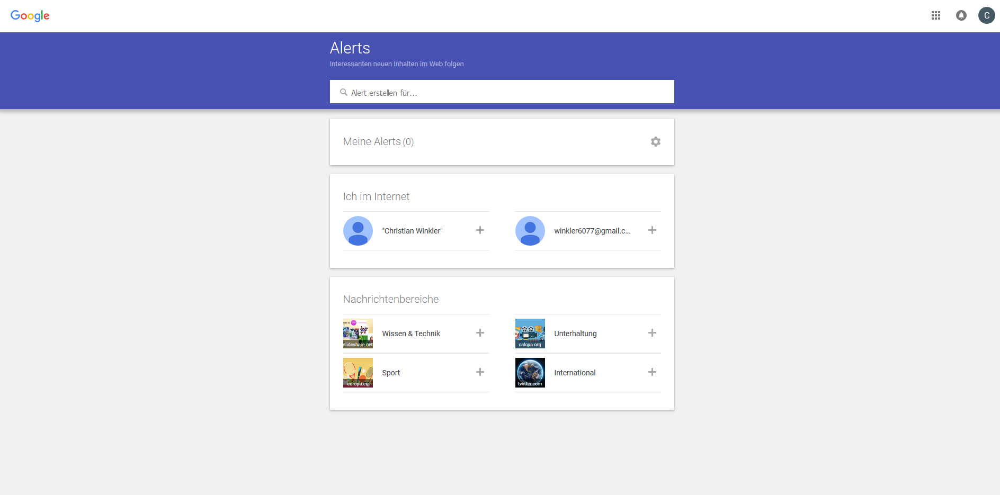 Google
C
Alerts
Interessanten neuen Inhalten im Web folgen
Alert erstellen für...
Meine Alerts (0)
Ich im Internet
"Christian Winkler"
winkler6077@gmail.c...
Nachrichtenbereiche
slideshare.net
Wissen & Technik
calcpa.org
Unterhaltung
europa.eu
Sport
twitter.com
International